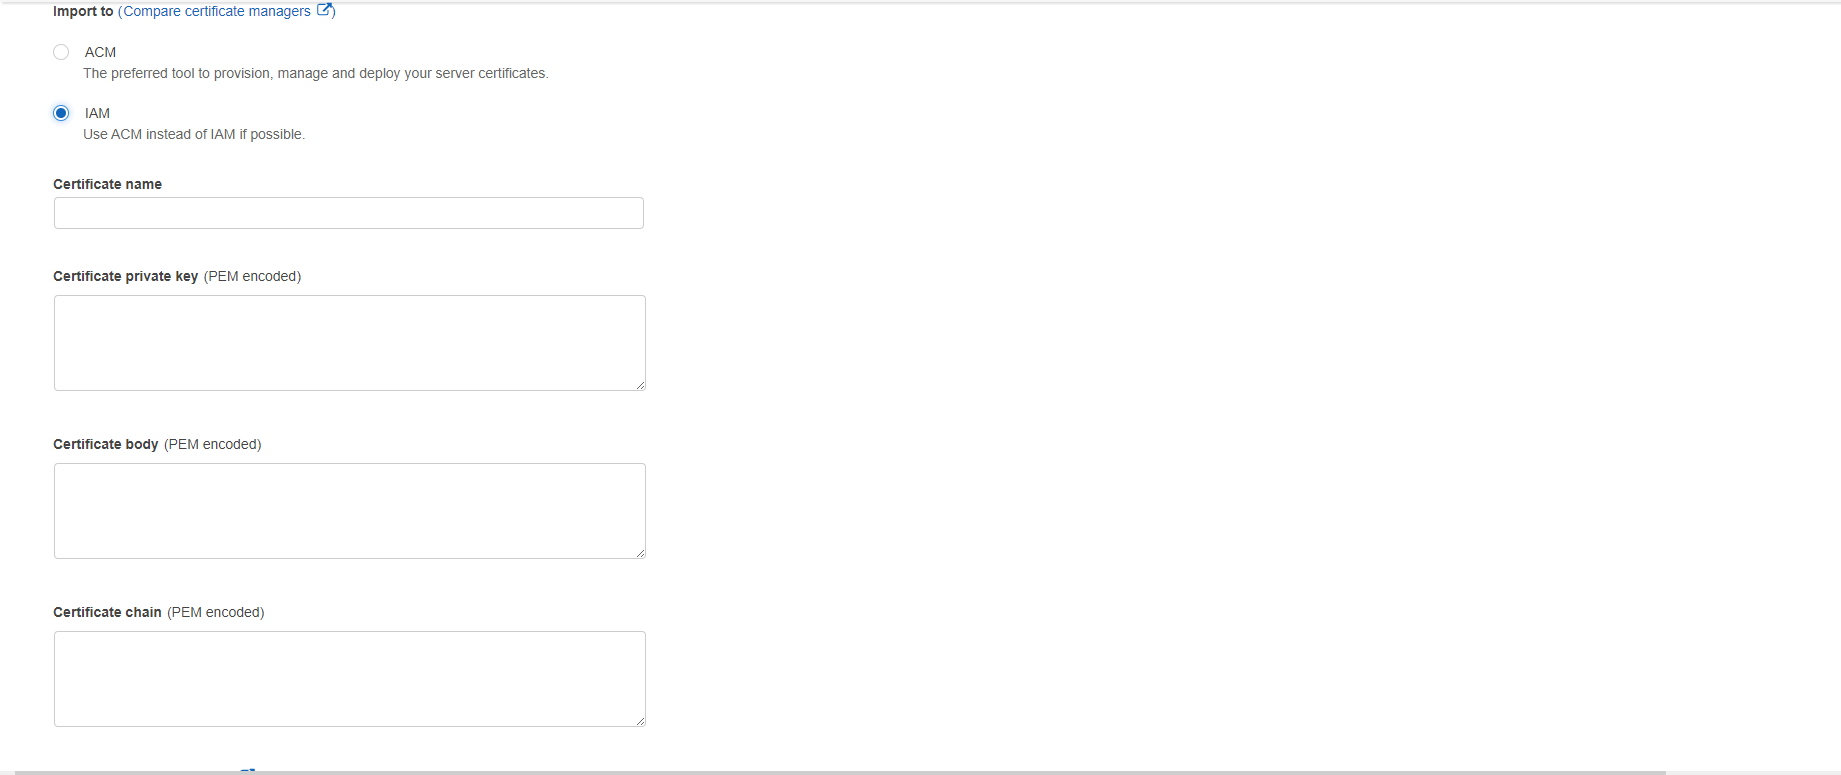 Import to (Compare certificate managers)
ACM
The preferred tool to provision, manage and deploy your server certificates.
IAM
Use ACM instead of IAM if possible.
Certificate name
Certificate private key (PEM encoded)
Certificate body (PEM encoded)
Certificate chain (PEM encoded)